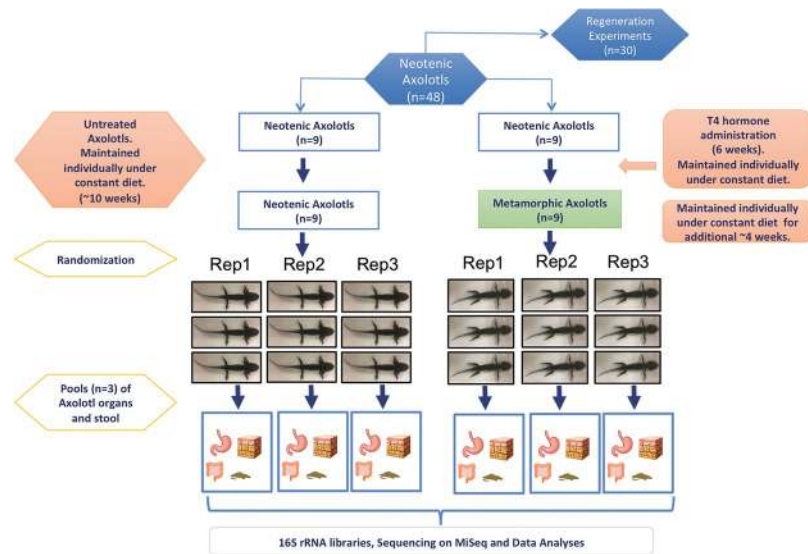 Regeneration
Experiments
(n=30)
Neotenic
Axolotls
(n=48)
Untreated
Axolotls.
Maintained
individually under
constant diet.
(~10 weeks)
Neotenic Axolotls
(n=9)
Neotenic Axolotls
(n=9)
T4 hormone
administration
(6 weeks).
Maintained individually
under constant diet.
Neotenic Axolotls
(n=9)
Metamorphic Axolotls
(n=9)
Maintained individually
under constant diet for
additional ~4 weeks.
Randomization
Rep1 Rep2 Rep3
Rep1 Rep2 Rep3
Pools (n=3) of
Axolotl organs
and stool
16S rRNA libraries, Sequencing on MiSeq and Data Analyses